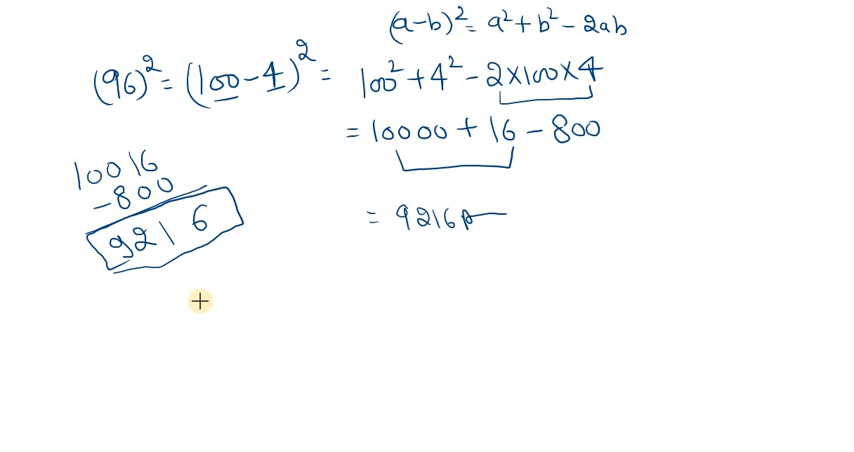 (a-b)² = a² + b² - 2ab
(96)² = (100-4)² = 100² + 4² - 2×100×4
= 10000 + 16 - 800
10016
-800
9216
= 9216